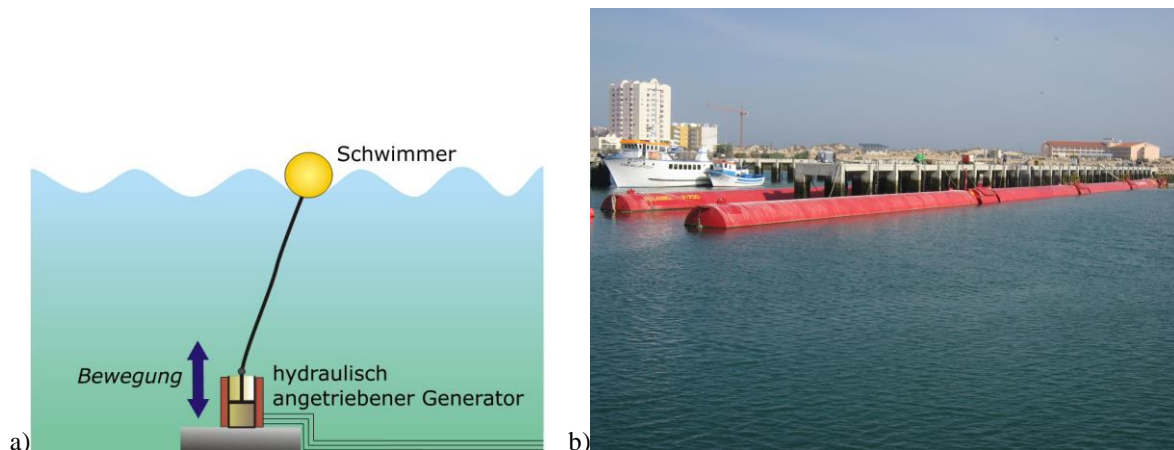 Schwimmer
Bewegung
hydraulisch
angetriebener Generator
a)
b)